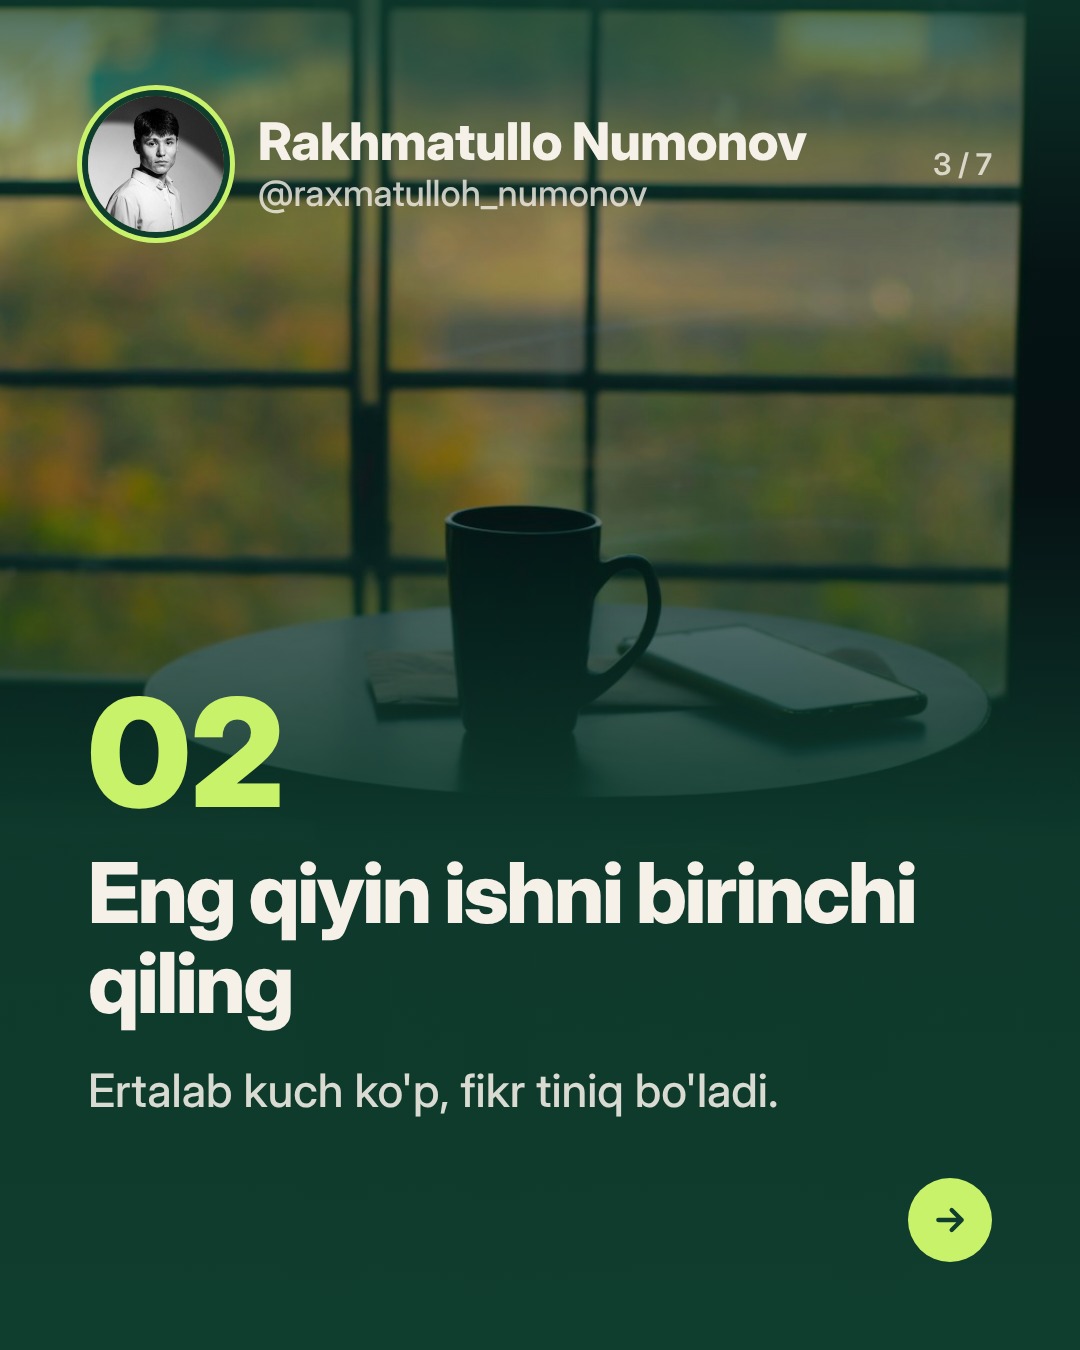 Rakhmatullo Numonov
@raxmatulloh_numonov
3 / 7
02
Eng qiyin ishni birinchi
qiling
Ertalab kuch ko'p, fikr tiniq bo'ladi.